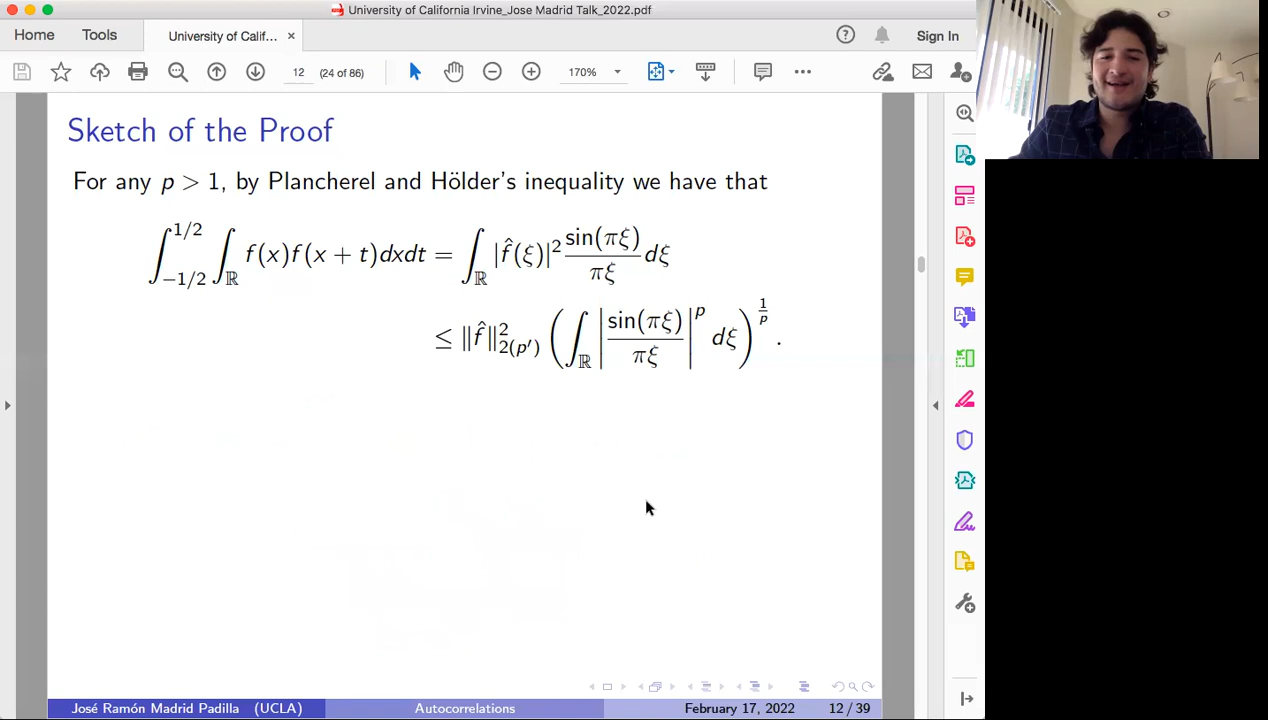 University of California Irvine_Jose Madrid Talk_2022.pdf
Home Tools University of Calif... × Sign In
12 (24 of 86) 170%
Sketch of the Proof
For any p > 1, by Plancherel and Hölder's inequality we have that
∫_{−1/2}^{1/2} ∫_ℝ f(x)f(x + t)dxdt = ∫_ℝ |f̂(ξ)|² sin(πξ)/πξ dξ
≤ ‖f̂‖²_{2(p′)} (∫_ℝ |sin(πξ)/πξ|^p dξ)^{1/p}.
José Ramón Madrid Padilla (UCLA) Autocorrelations February 17, 2022 12 / 39